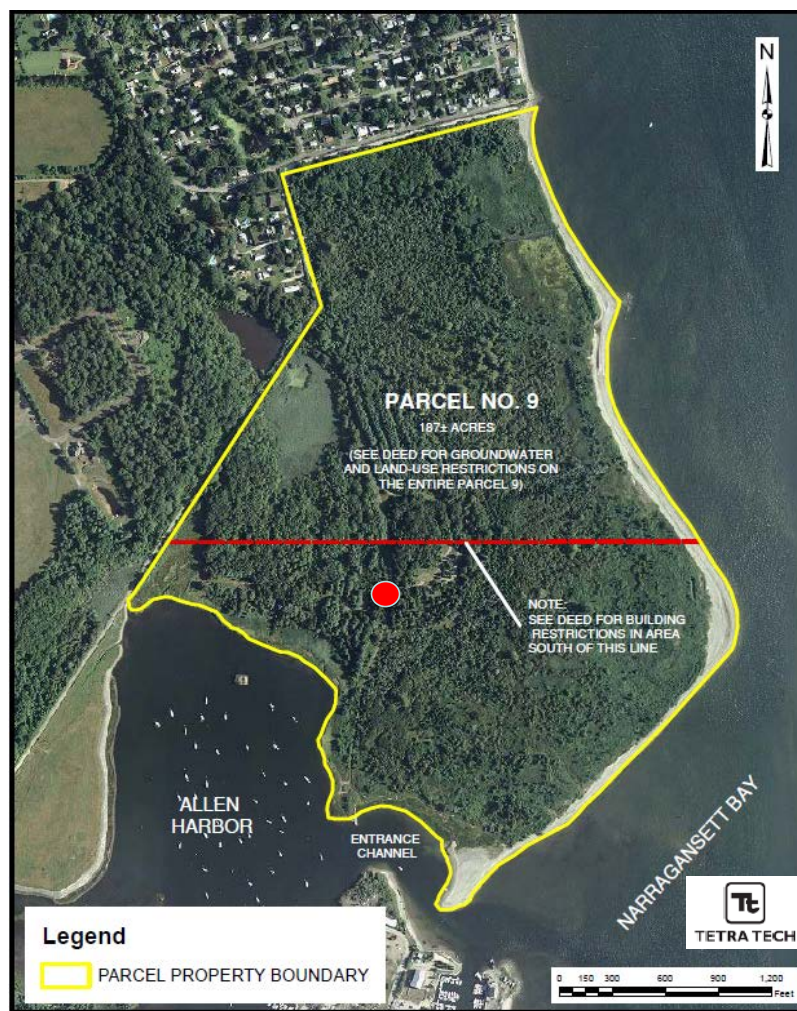 N
PARCEL NO. 9
187± ACRES
(SEE DEED FOR GROUNDWATER
AND LAND-USE RESTRICTIONS ON
THE ENTIRE PARCEL 9)
NOTE:
SEE DEED FOR BUILDING
RESTRICTIONS IN AREA
SOUTH OF THIS LINE
ALLEN
HARBOR
ENTRANCE
CHANNEL
NARRAGANSETT BAY
Tt
TETRA TECH
Legend
PARCEL PROPERTY BOUNDARY
0 150 300 600 900 1,200
Feet